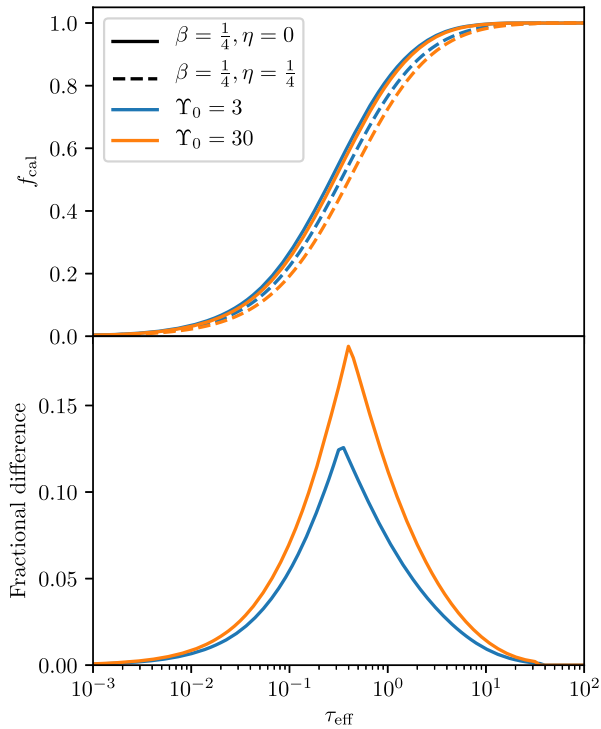 1.0
0.8
0.6
0.4
0.2
0.0
f_cal
β = 1/4, η = 0
β = 1/4, η = 1/4
ϒ₀ = 3
ϒ₀ = 30
0.15
0.10
0.05
0.00
Fractional difference
10⁻³ 10⁻² 10⁻¹ 10⁰ 10¹ 10²
τ_eff